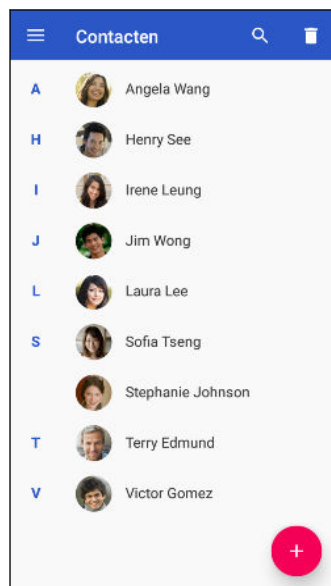 Contacten
A Angela Wang
H Henry See
I Irene Leung
J Jim Wong
L Laura Lee
S Sofia Tseng
Stephanie Johnson
T Terry Edmund
V Victor Gomez
+